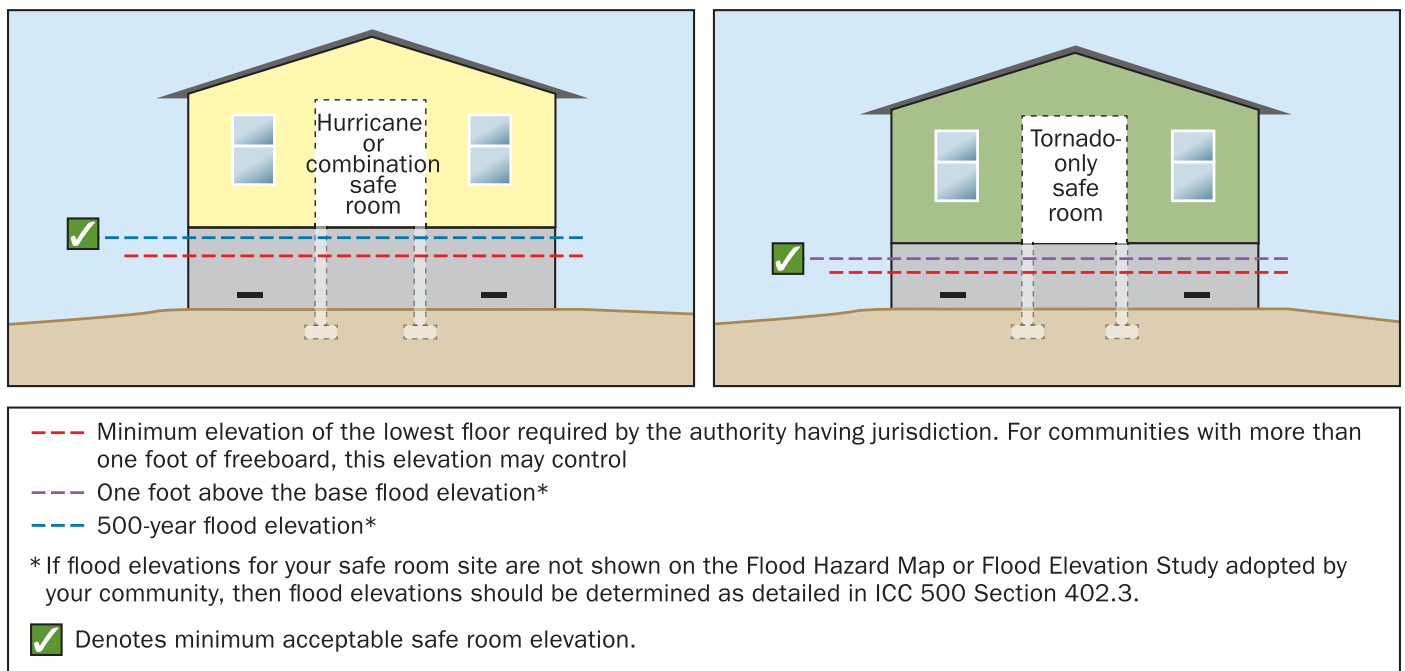 Hurricane
or
combination
safe
room
Tornado-
only
safe
room
Minimum elevation of the lowest floor required by the authority having jurisdiction. For communities with more than
one foot of freeboard, this elevation may control
One foot above the base flood elevation*
500-year flood elevation*
* If flood elevations for your safe room site are not shown on the Flood Hazard Map or Flood Elevation Study adopted by
your community, then flood elevations should be determined as detailed in ICC 500 Section 402.3.
Denotes minimum acceptable safe room elevation.